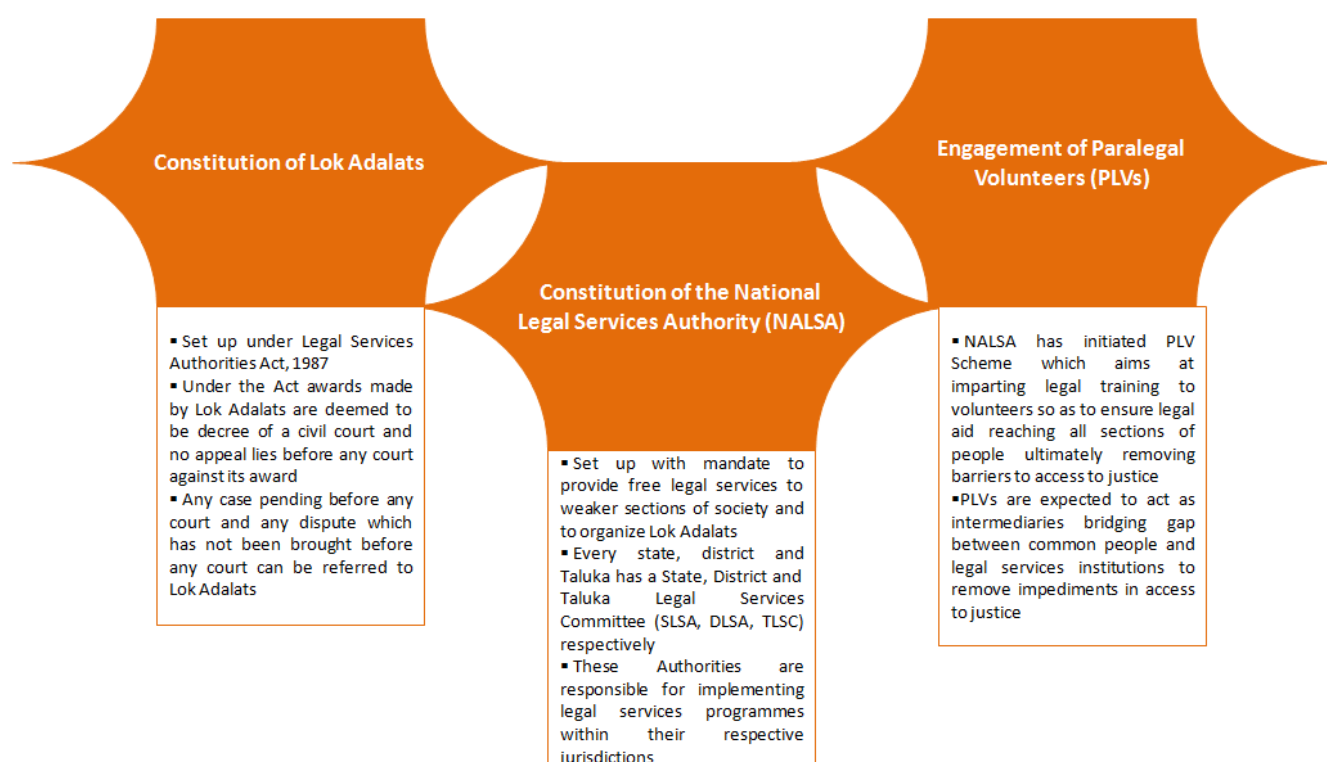 Constitution of Lok Adalats
▪ Set up under Legal Services
Authorities Act, 1987
▪ Under the Act awards made
by Lok Adalats are deemed to
be decree of a civil court and
no appeal lies before any court
against its award
▪ Any case pending before any
court and any dispute which
has not been brought before
any court can be referred to
Lok Adalats
Constitution of the National
Legal Services Authority (NALSA)
▪ Set up with mandate to
provide free legal services to
weaker sections of society and
to organize Lok Adalats
▪ Every state, district and
Taluka has a State, District and
Taluka Legal Services
Committee (SLSA, DLSA, TLSC)
respectively
▪ These Authorities are
responsible for implementing
legal services programmes
within their respective
jurisdictions
Engagement of Paralegal
Volunteers (PLVs)
▪ NALSA has initiated PLV
Scheme which aims at
imparting legal training to
volunteers so as to ensure legal
aid reaching all sections of
people ultimately removing
barriers to access to justice
▪PLVs are expected to act as
intermediaries bridging gap
between common people and
legal services institutions to
remove impediments in access
to justice